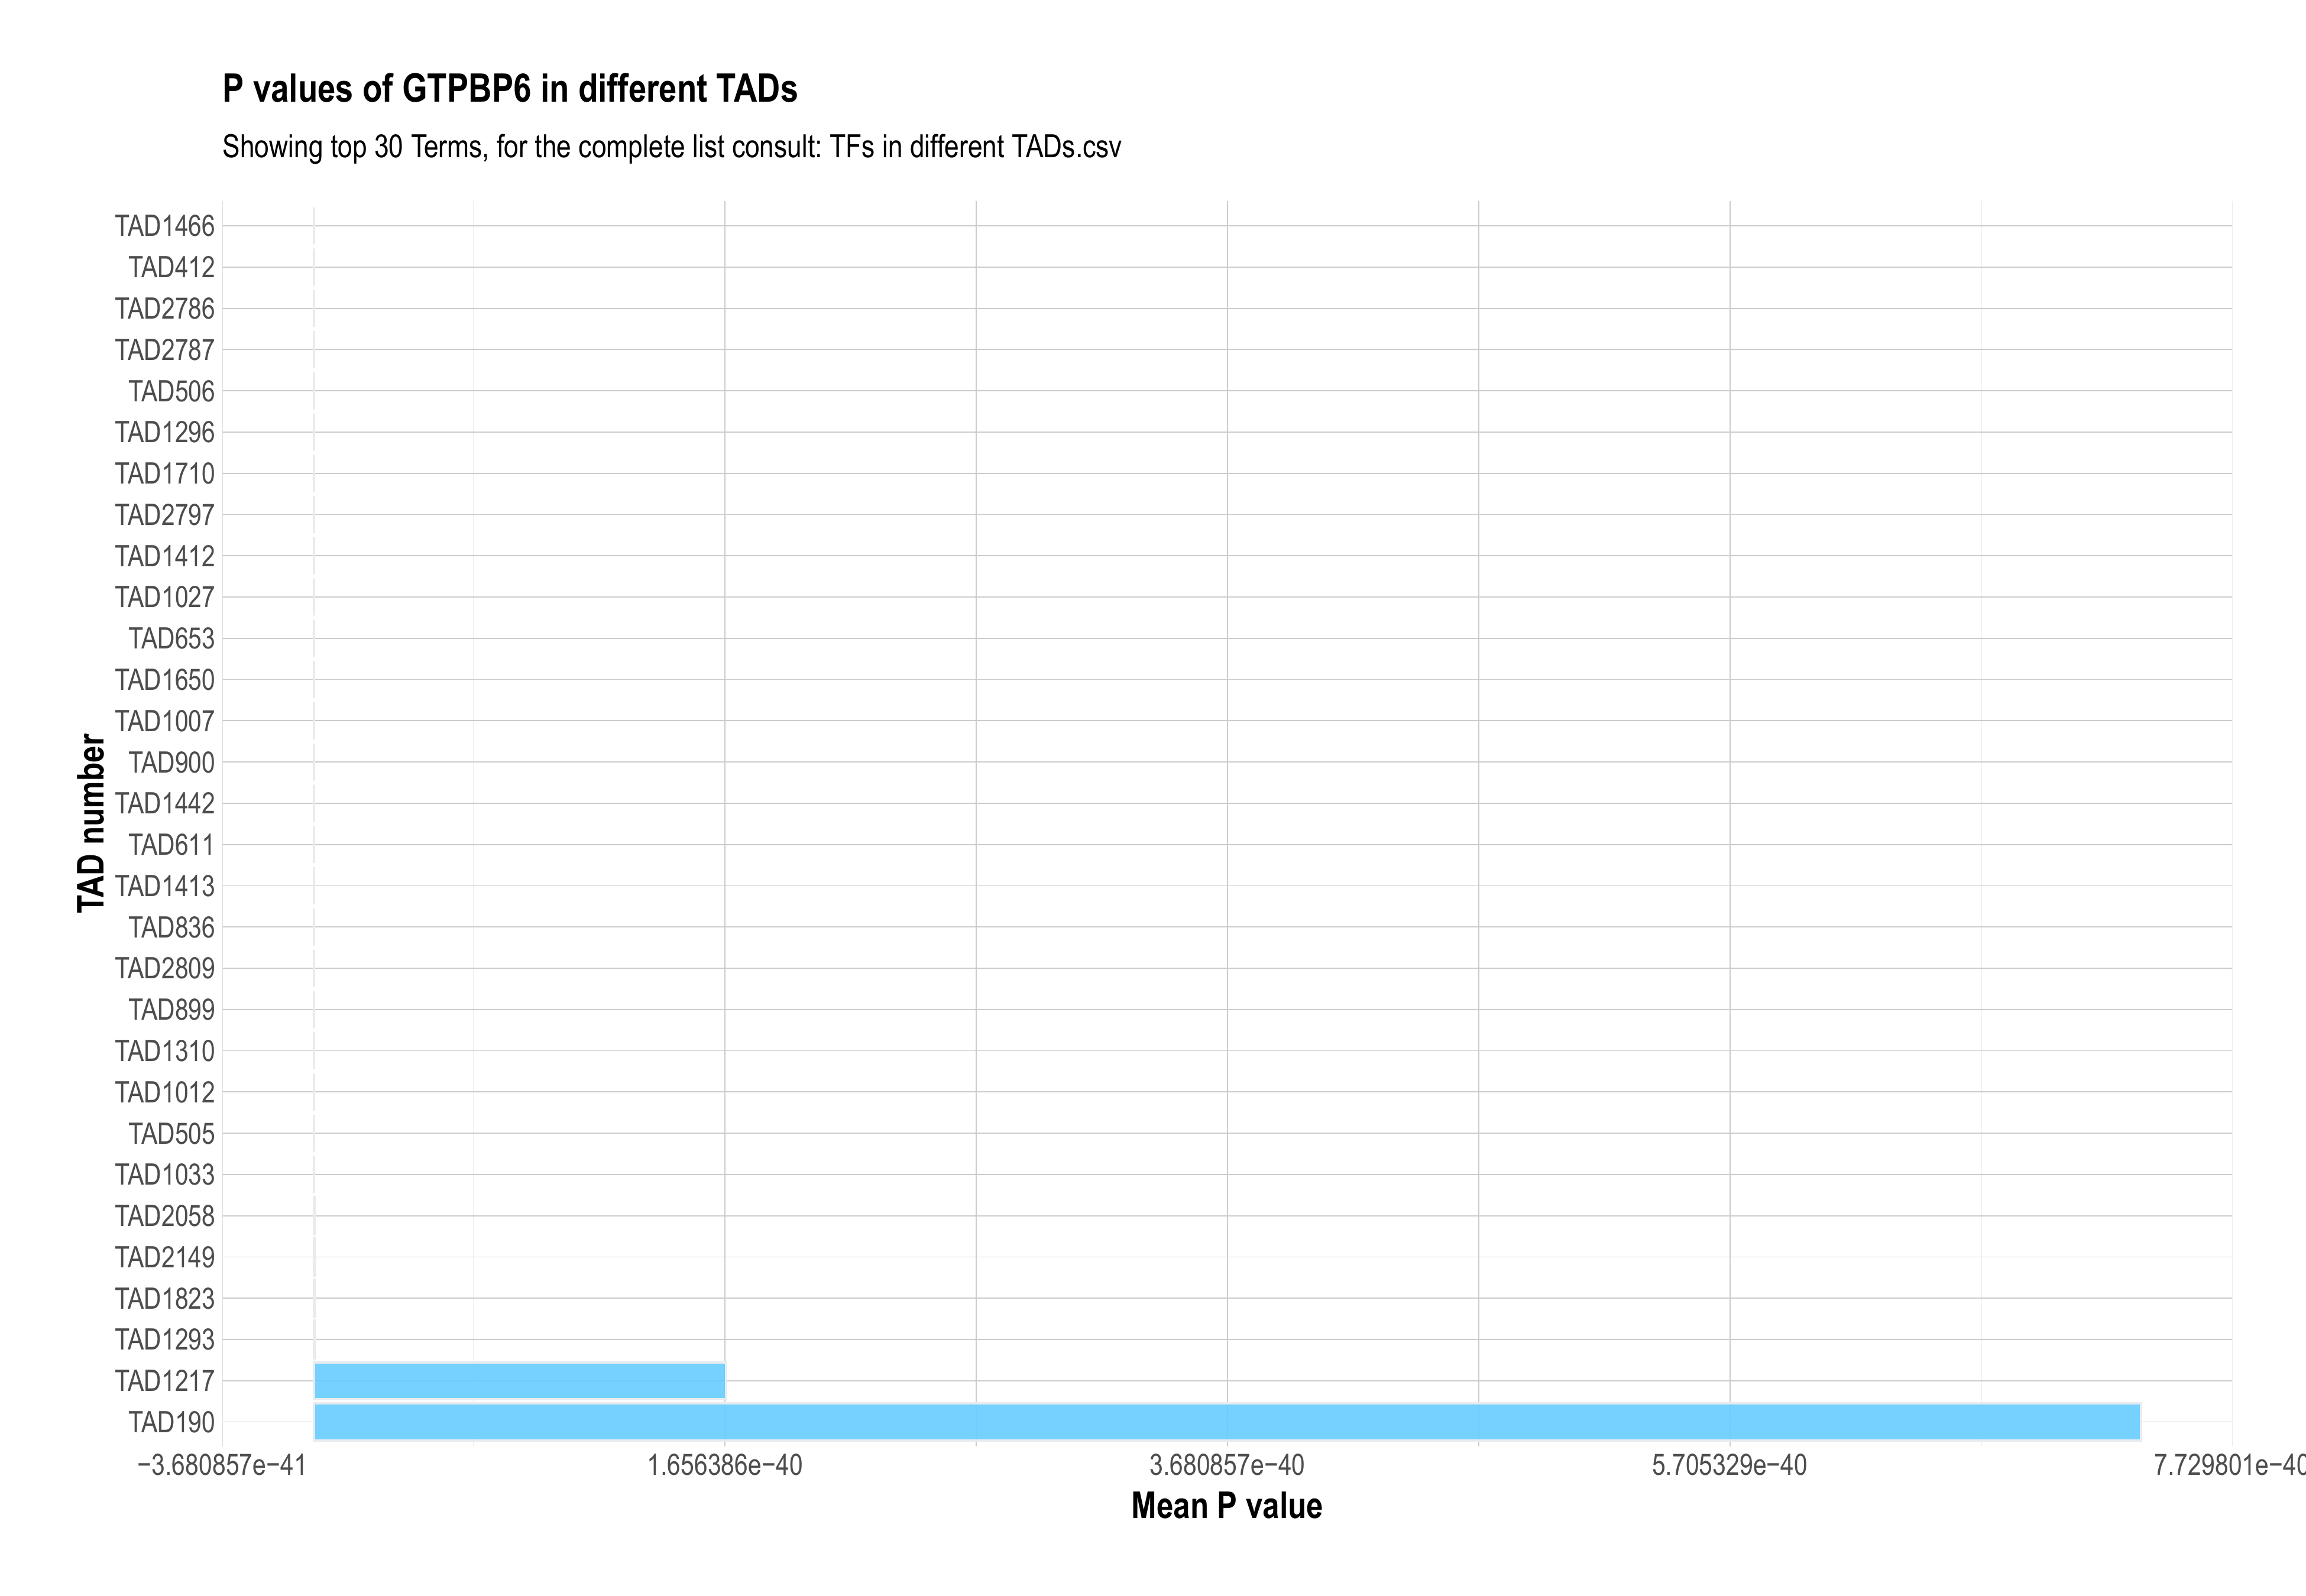 P values of GTPBP6 in different TADs
Showing top 30 Terms, for the complete list consult: TFs in different TADs.csv
TAD number
TAD1466
TAD412
TAD2786
TAD2787
TAD506
TAD1296
TAD1710
TAD2797
TAD1412
TAD1027
TAD653
TAD1650
TAD1007
TAD900
TAD1442
TAD611
TAD1413
TAD836
TAD2809
TAD899
TAD1310
TAD1012
TAD505
TAD1033
TAD2058
TAD2149
TAD1823
TAD1293
TAD1217
TAD190
−3.680857e−41 1.656386e−40 3.680857e−40 5.705329e−40 7.729801e−40
Mean P value